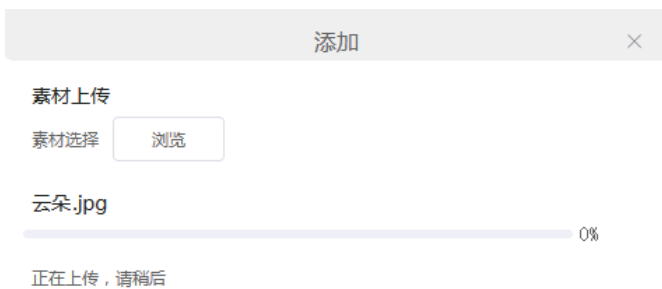 添加
素材上传
素材选择 浏览
云朵.jpg
0%
正在上传，请稍后